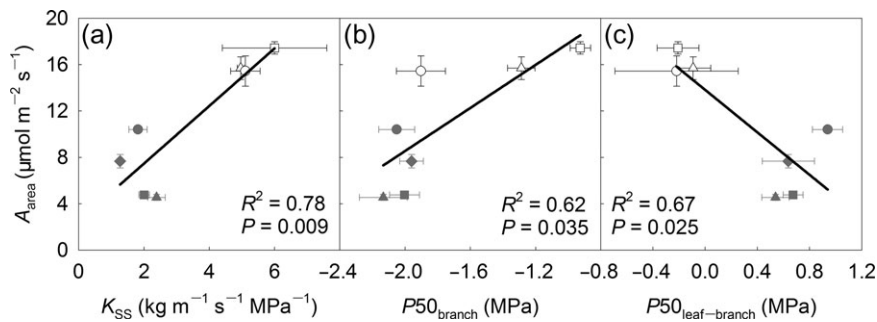 (a)
(b)
(c)
20
16
12
8
4
0
A_area (μmol m⁻² s⁻¹)
R² = 0.78
P = 0.009
R² = 0.62
P = 0.035
R² = 0.67
P = 0.025
2 4 6 −2.4 −2.0 −1.6 −1.2 −0.8 −0.4 0.0 0.4 0.8 1.2
K_SS (kg m⁻¹ s⁻¹ MPa⁻¹)
P50_branch (MPa)
P50_leaf−branch (MPa)